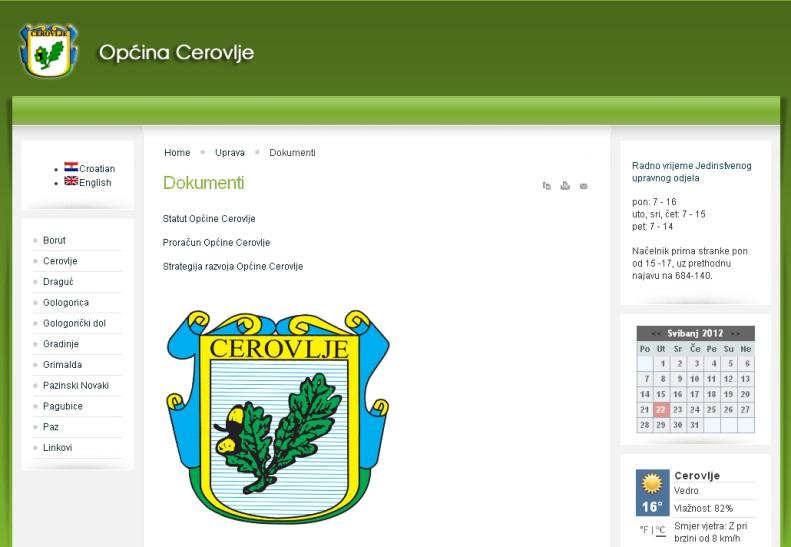 CEROVLJE
Općina Cerovlje
Croatian
English
Borut
Cerovlje
Draguć
Gologorica
Gologorički dol
Gradinje
Grimalda
Pazinski Novaki
Pagubice
Paz
Linkovi
Home Uprava Dokumenti
Dokumenti
Statut Općine Cerovlje
Proračun Općine Cerovlje
Strategija razvoja Općine Cerovlje
CEROVLJE
Radno vrijeme Jedinstvenog
upravnog odjela
pon: 7 - 16
uto, sri, čet: 7 - 15
pet: 7 - 14
Načelnik prima stranke pon
od 15 -17, uz prethodnu
najavu na 684-140.
<< Svibanj 2012 >>
Po Ut Sr Če Pe Su Ne
1 2 3 4 5 6
7 8 9 10 11 12 13
14 15 16 17 18 19 20
21 22 23 24 25 26 27
28 29 30 31
Cerovlje
Vedro
16°
Vlažnost: 82%
°F | °C
Smjer vjetra: Z pri
brzini od 8 km/h